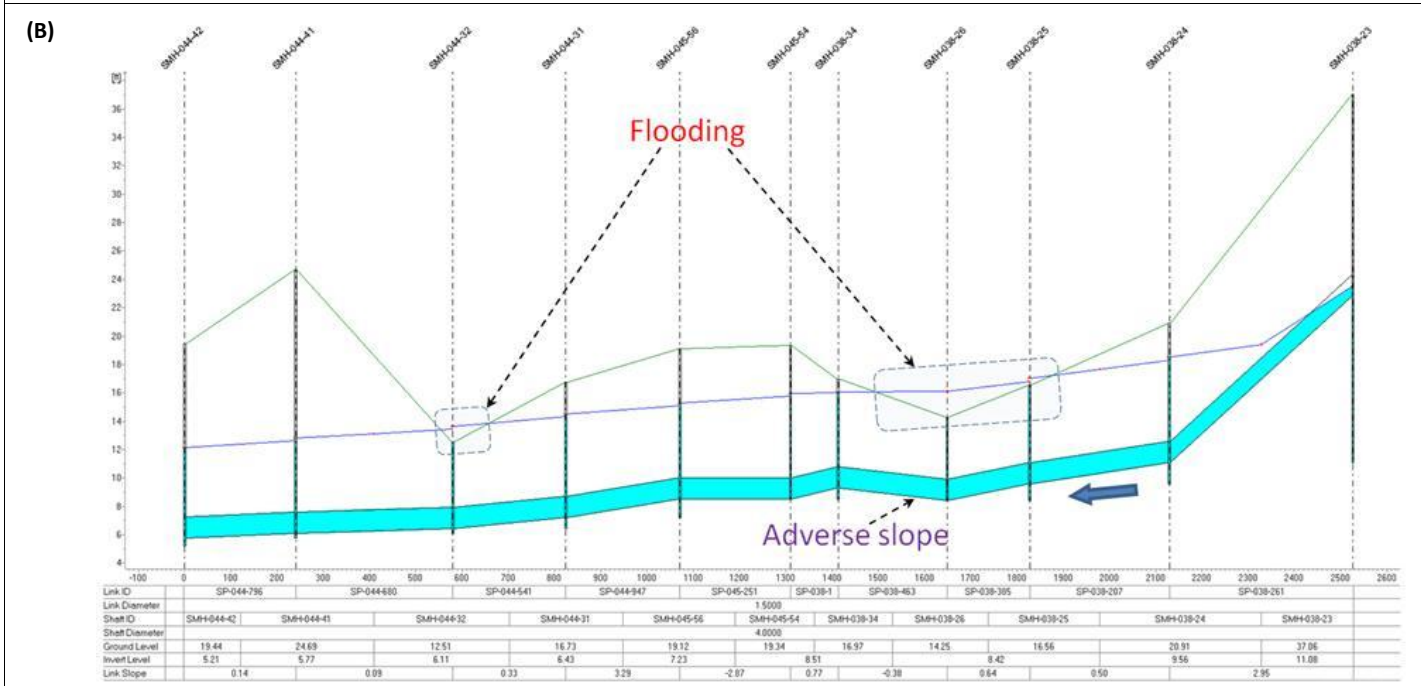 (B)
SMH-044-42 SMH-044-41 SMH-044-32 SMH-044-31 SMH-045-56 SMH-045-54 SMH-038-34 SMH-038-26 SMH-038-25 SMH-038-24 SMH-038-23
36
34
Flooding
32
30
28
26
24
22
20
18
16
14
12
10
8
6
Adverse slope
4
-100 0 100 200 300 400 500 600 700 800 900 1000 1100 1200 1300 1400 1500 1600 1700 1800 1900 2000 2100 2200 2300 2400 2500 2600
Link ID SP-044-796 SP-044-680 SP-044-541 SP-044-947 SP-045-251 SP-038-1 SP-038-463 SP-038-385 SP-038-207 SP-038-261
Link Diameter 1.5000
Shaft ID SMH-044-42 SMH-044-41 SMH-044-32 SMH-044-31 SMH-045-56 SMH-045-54 SMH-038-34 SMH-038-26 SMH-038-25 SMH-038-24 SMH-038-23
Shaft Diameter 4.0000
Ground Level 19.44 24.69 12.51 16.73 19.12 19.34 16.97 14.25 16.56 20.91 37.06
Invert Level 5.21 5.77 6.11 6.43 7.23 8.51 8.42 9.56 11.08
Link Slope 0.14 0.09 0.33 3.29 -2.87 0.77 -0.38 0.64 0.50 2.95